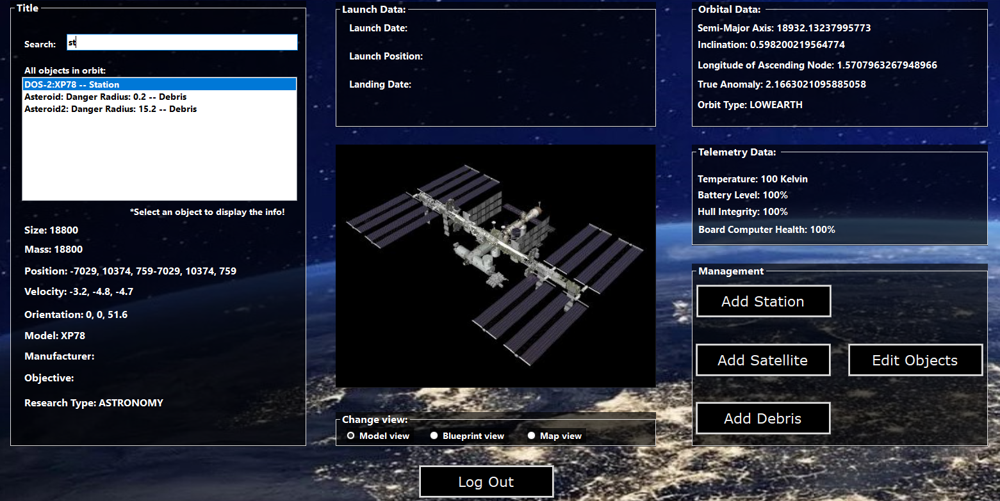 Title
Search: st
All objects in orbit:
DOS-2:XP78 -- Station
Asteroid: Danger Radius: 0.2 -- Debris
Asteroid2: Danger Radius: 15.2 -- Debris
*Select an object to display the info!
Size: 18800
Mass: 18800
Position: -7029, 10374, 759-7029, 10374, 759
Velocity: -3.2, -4.8, -4.7
Orientation: 0, 0, 51.6
Model: XP78
Manufacturer:
Objective:
Research Type: ASTRONOMY
Launch Data:
Launch Date:
Launch Position:
Landing Date:
Change view:
Model view
Blueprint view
Map view
Log Out
Orbital Data:
Semi-Major Axis: 18932.13237995773
Inclination: 0.598200219564774
Longitude of Ascending Node: 1.5707963267948966
True Anomaly: 2.1663021095885058
Orbit Type: LOWEARTH
Telemetry Data:
Temperature: 100 Kelvin
Battery Level: 100%
Hull Integrity: 100%
Board Computer Health: 100%
Management
Add Station
Add Satellite
Edit Objects
Add Debris